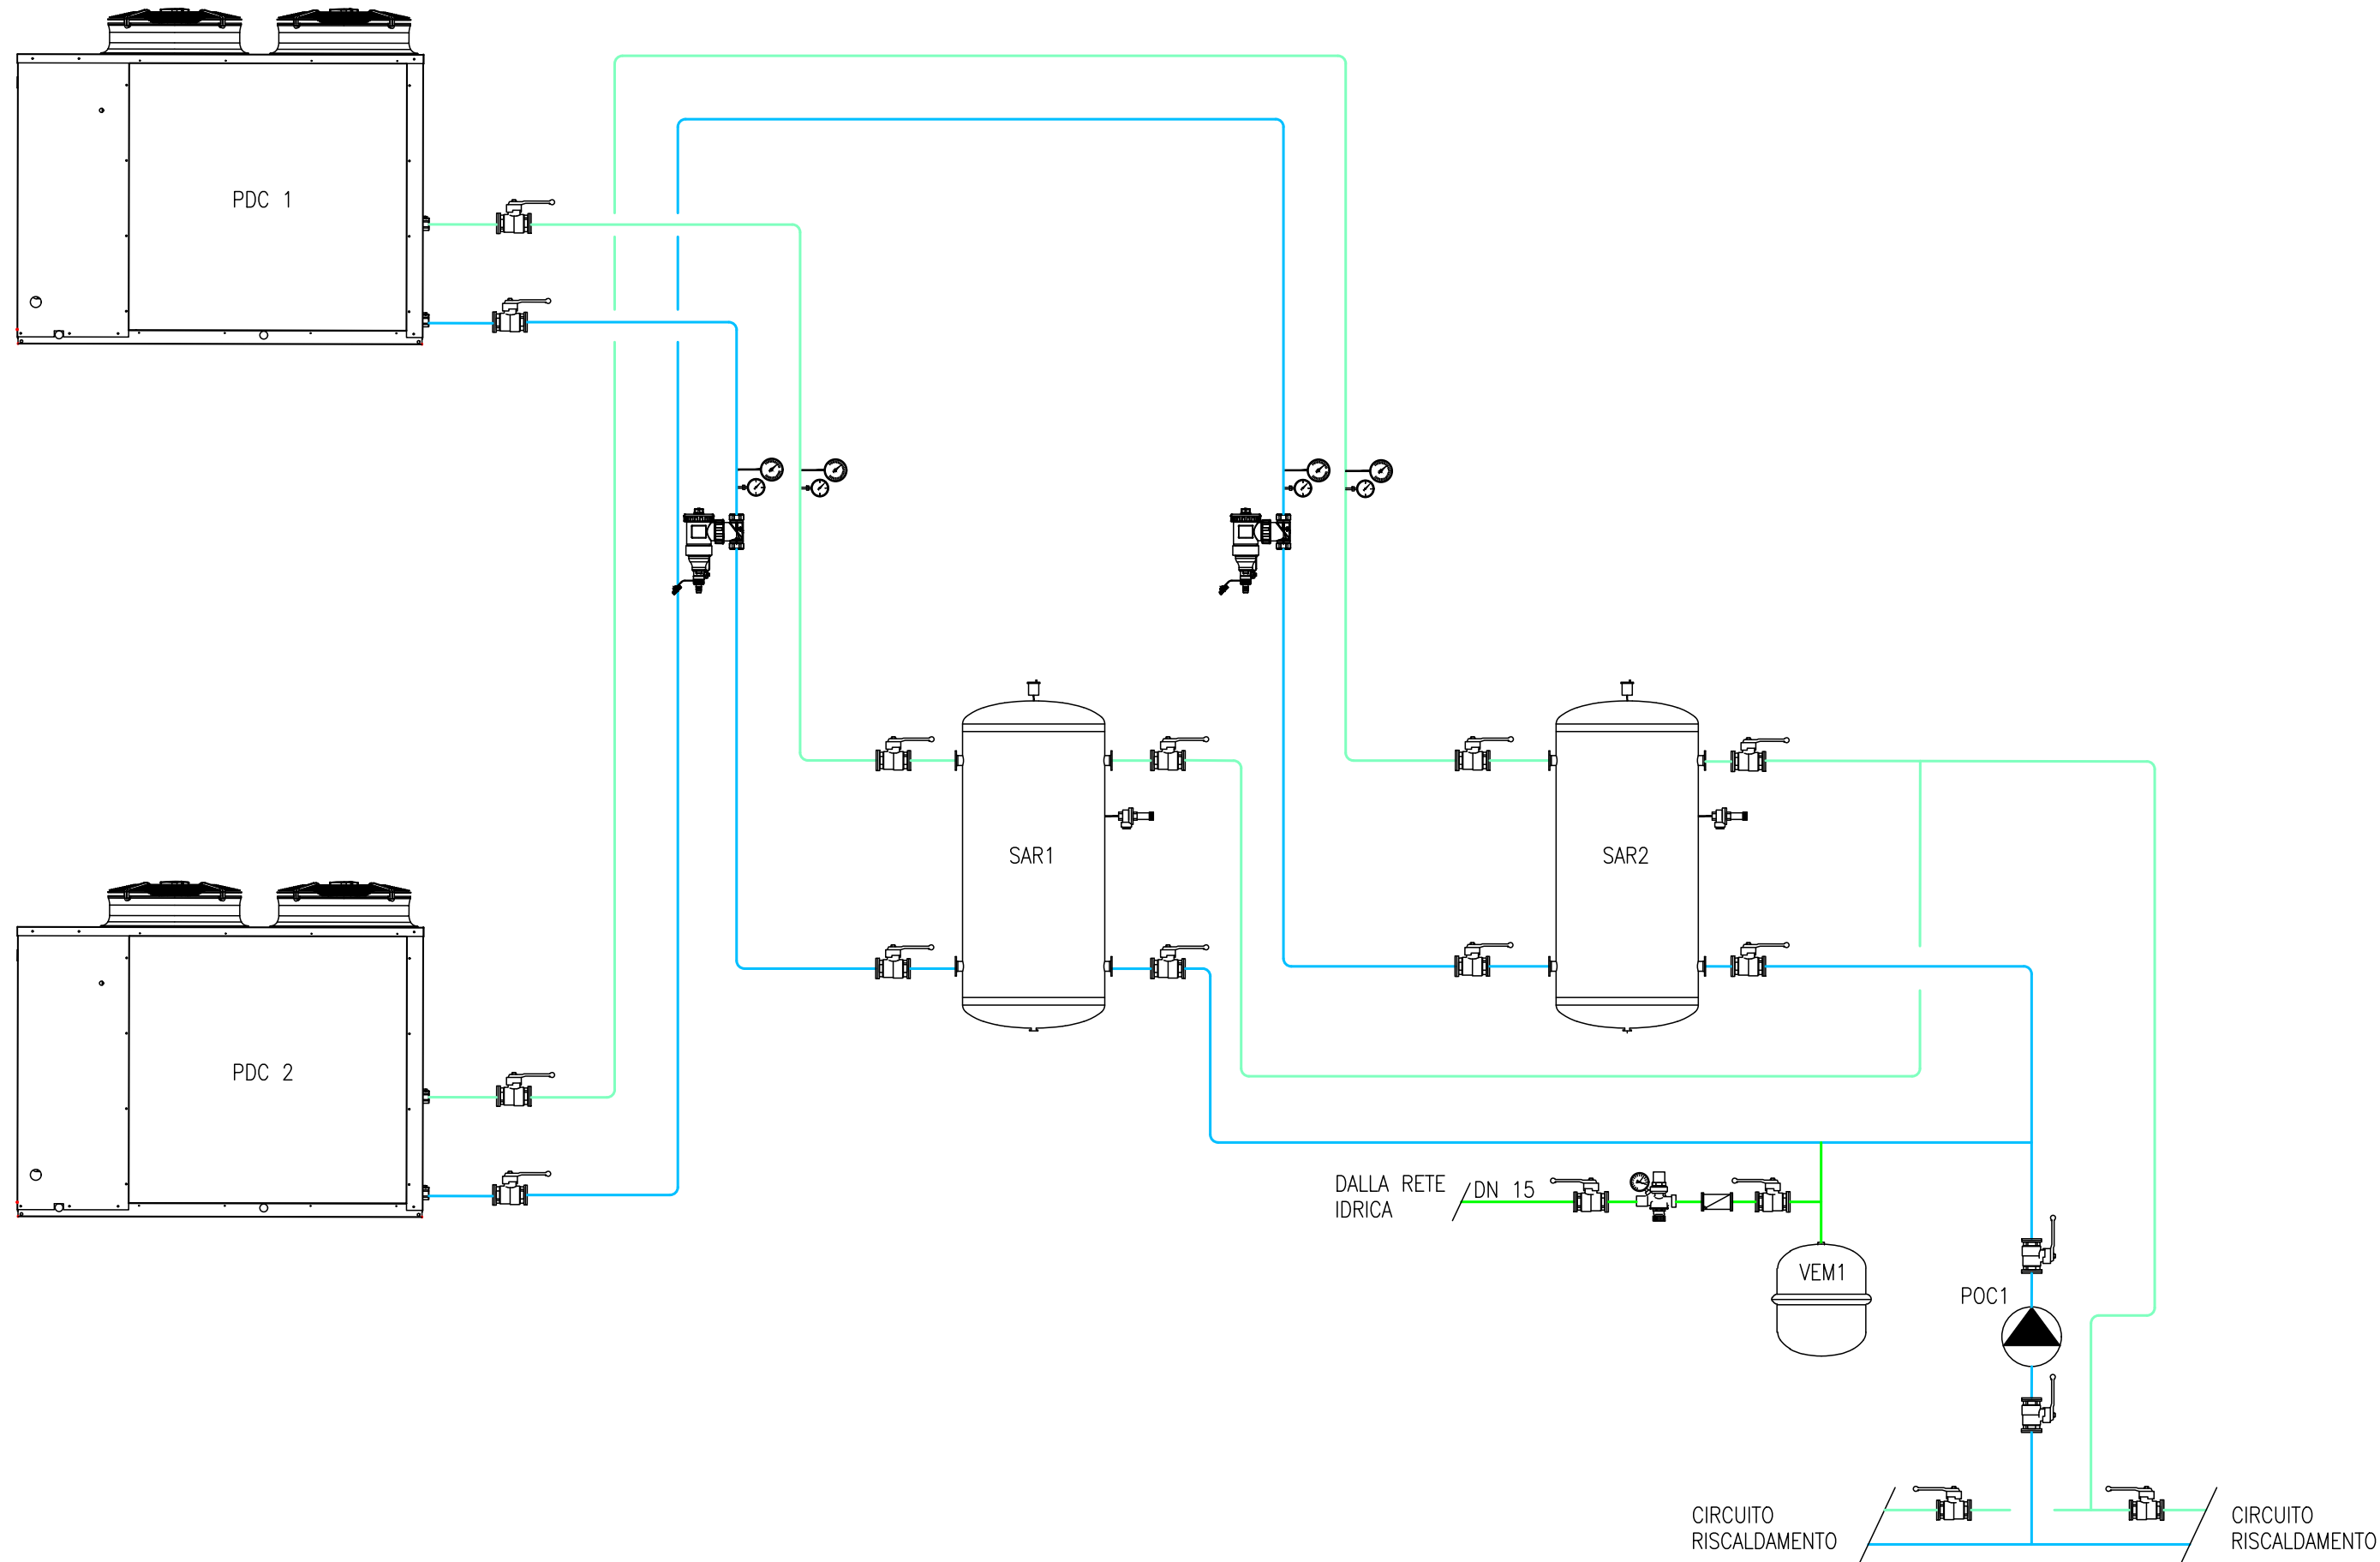 PDC 1
SAR1
SAR2
PDC 2
DALLA RETE
IDRICA
DN 15
VEM1
POC1
CIRCUITO
RISCALDAMENTO
CIRCUITO
RISCALDAMENTO